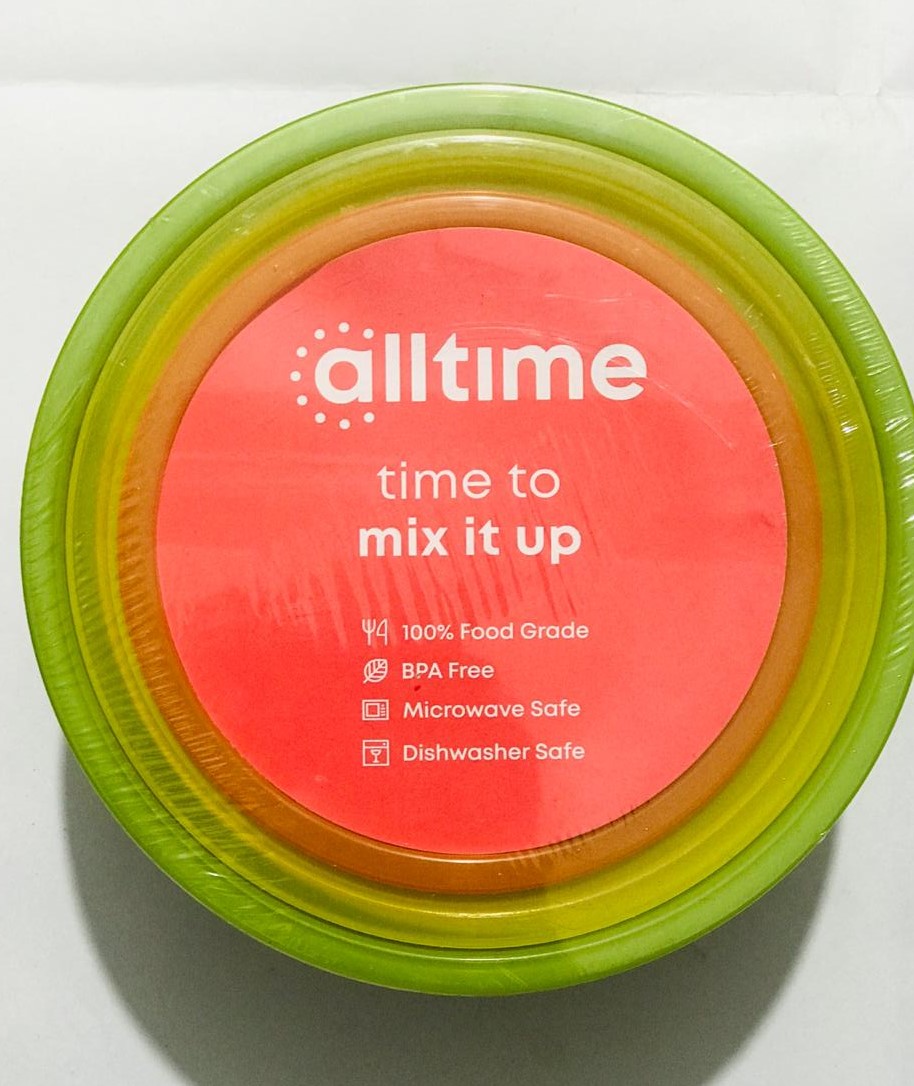 alltime
time to
mix it up
100% Food Grade
BPA Free
Microwave Safe
Dishwasher Safe